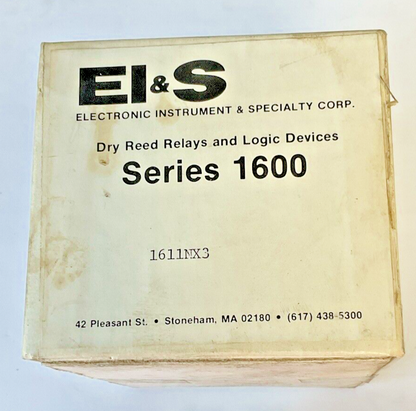 EI&S
ELECTRONIC INSTRUMENT & SPECIALTY CORP.
Dry Reed Relays and Logic Devices
Series 1600
1611NX3
42 Pleasant St. • Stoneham, MA 02180 • (617) 438-5300